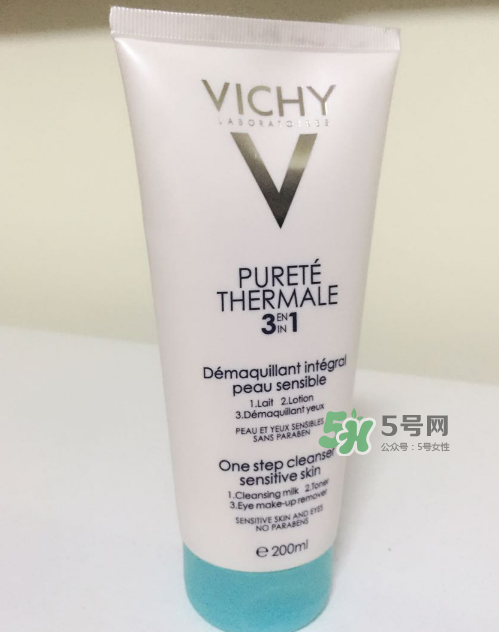 VICHY
LABORATOIRES
V
PURETÉ
THERMALE
3 EN IN 1
Démaquillant intégral
peau sensible
1.Lait 2.Lotion
3.Démaquillant yeux
PEAU ET YEUX SENSIBLES
SANS PARABEN
5号网
公众号：5号女性
One step cleanser
sensitive skin
1.Cleansing milk 2.Toner
3.Eye make-up remover
SENSITIVE SKIN AND EYES
NO PARABENS
e 200ml